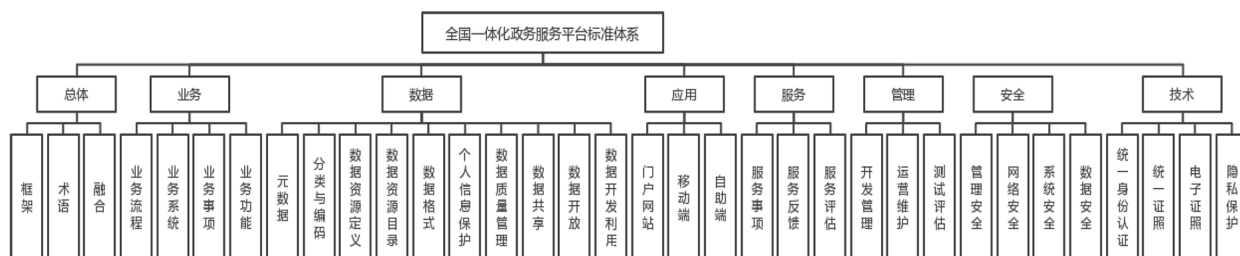 全国一体化政务服务平台标准体系
总体
业务
数据
应用
服务
管理
安全
技术
框架
术语
融合
业务流程
业务系统
业务事项
业务功能
元数据
分类与编码
数据资源定义
数据资源目录
数据格式
个人信息保护
数据质量管理
数据共享
数据开放
数据开发利用
门户网站
移动端
自助端
服务事项
服务反馈
服务评估
开发管理
运营维护
测试评估
管理安全
网络安全
系统安全
数据安全
统一身份认证
统一证照
电子证照
隐私保护